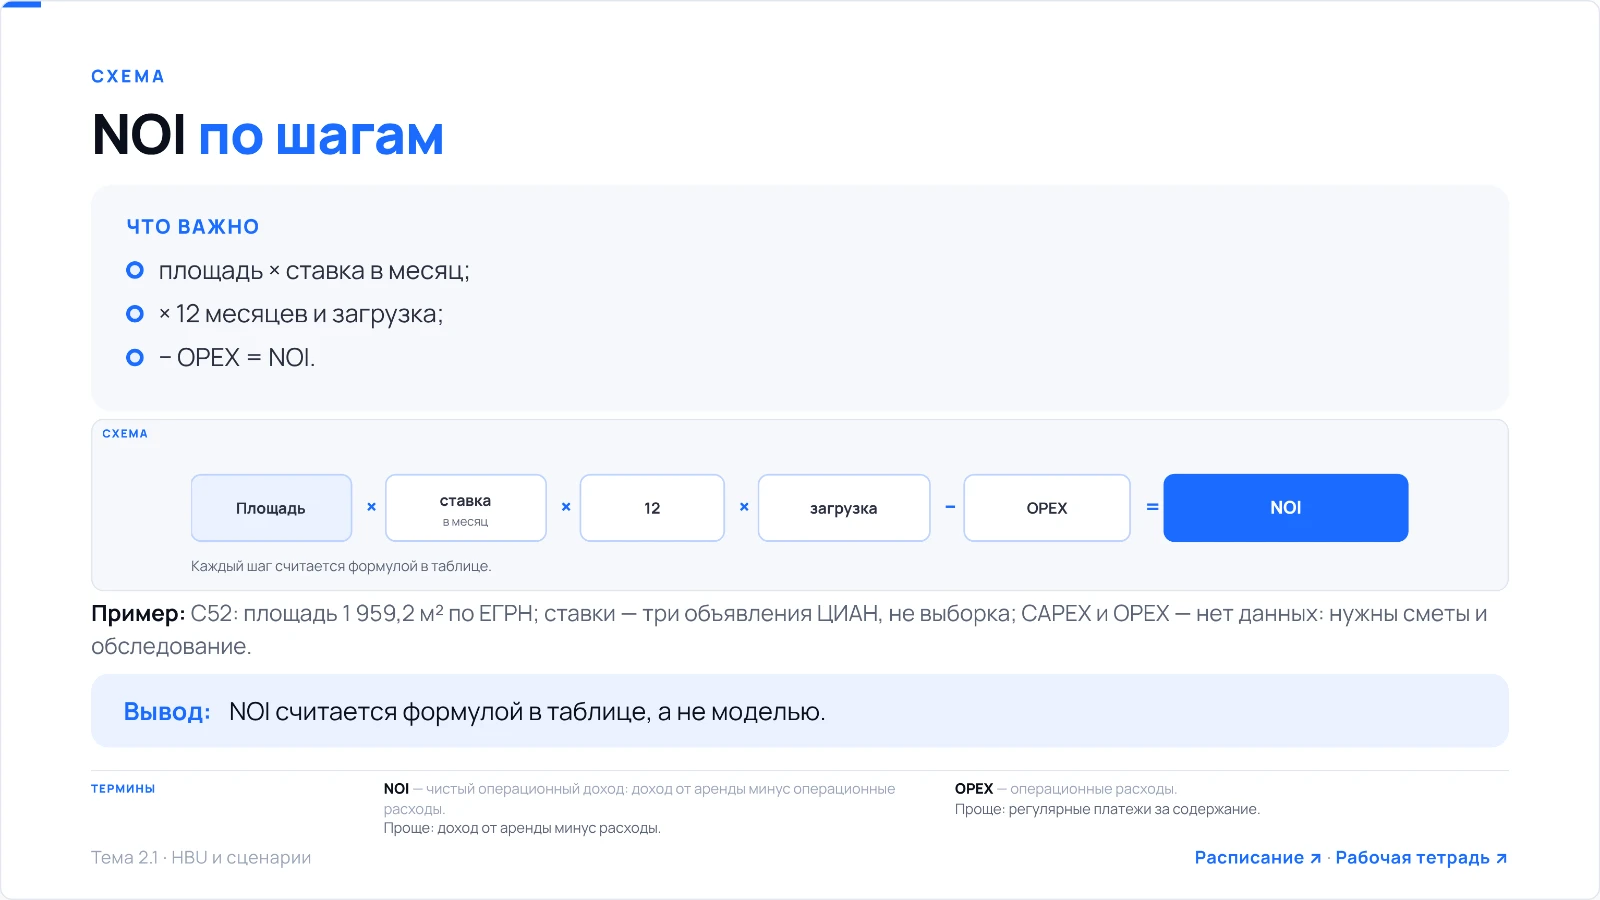 СХЕМА
NOI по шагам
ЧТО ВАЖНО
площадь × ставка в месяц;
× 12 месяцев и загрузка;
− OPEX = NOI.
СХЕМА
Площадь × ставка в месяц × 12 × загрузка − OPEX = NOI
Каждый шаг считается формулой в таблице.
Пример: C52: площадь 1 959,2 м² по ЕГРН; ставки — три объявления ЦИАН, не выборка; CAPEX и OPEX — нет данных: нужны сметы и
обследование.
Вывод: NOI считается формулой в таблице, а не моделью.
ТЕРМИНЫ
NOI — чистый операционный доход: доход от аренды минус операционные
расходы.
Проще: доход от аренды минус расходы.
OPEX — операционные расходы.
Проще: регулярные платежи за содержание.
Тема 2.1 · HBU и сценарии
Расписание ↗ · Рабочая тетрадь ↗